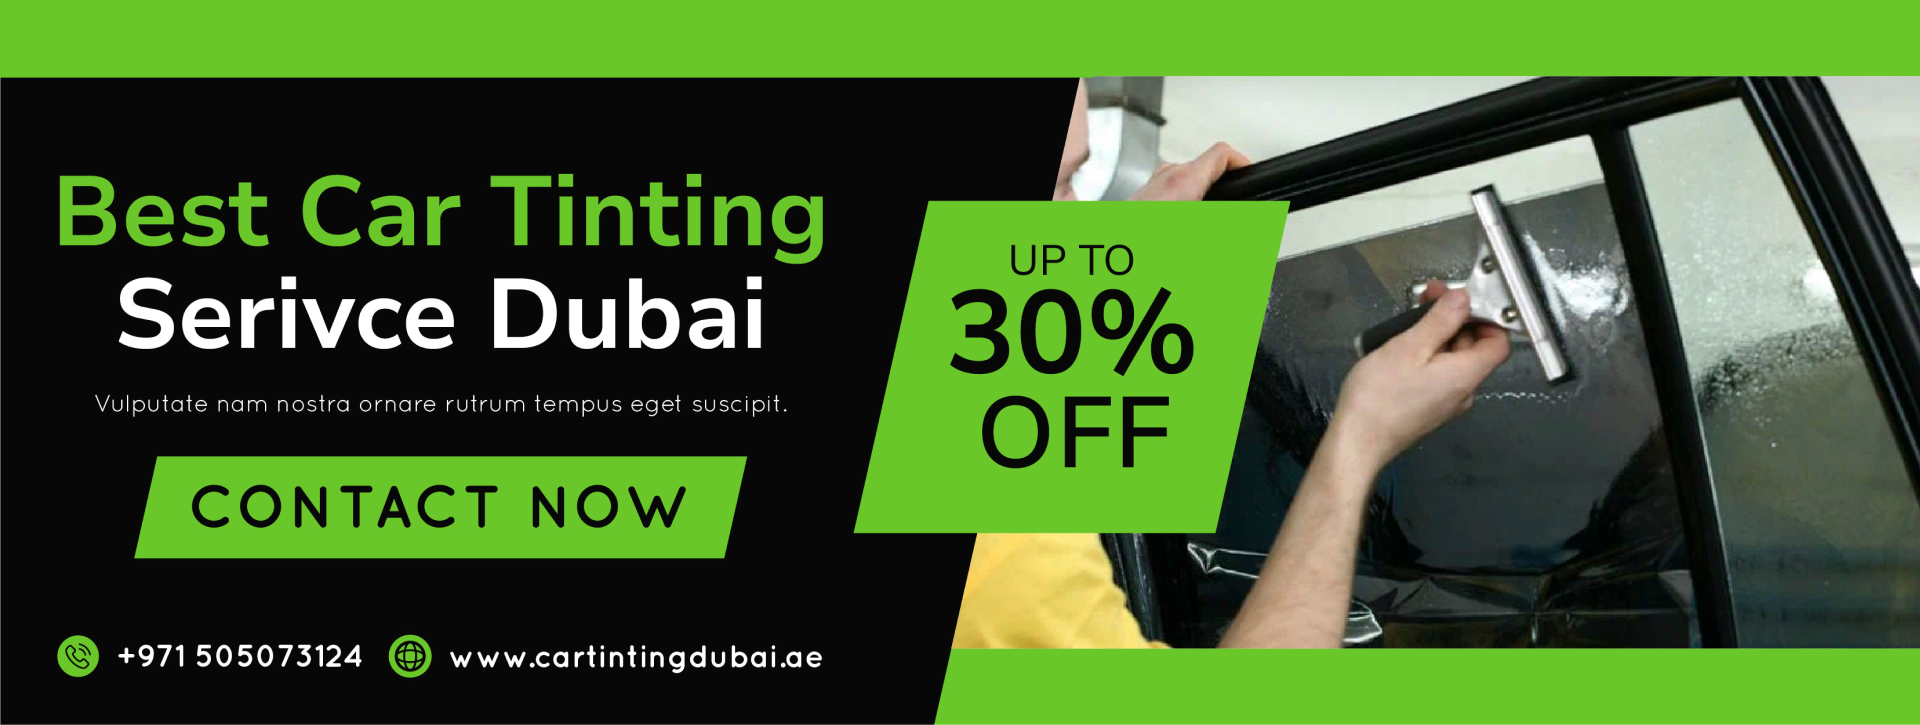 Best Car Tinting
Serivce Dubai
Vulputate nam nostra ornare rutrum tempus eget suscipit.
CONTACT NOW
+971 505073124
www.cartintingdubai.ae
UP TO
30%
OFF